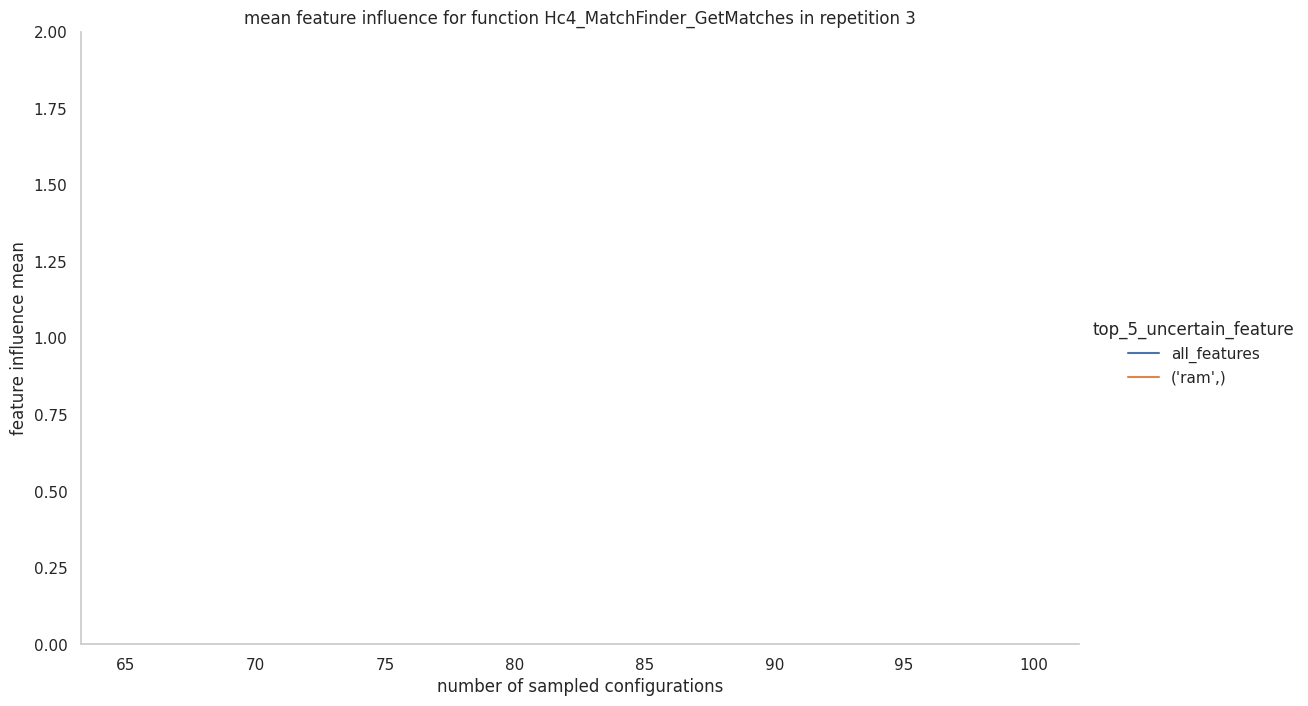 mean feature influence for function Hc4_MatchFinder_GetMatches in repetition 3
2.00
1.75
1.50
1.25
1.00
0.75
0.50
0.25
0.00
feature influence mean
65 70 75 80 85 90 95 100
number of sampled configurations
top_5_uncertain_feature
all_features
('ram',)